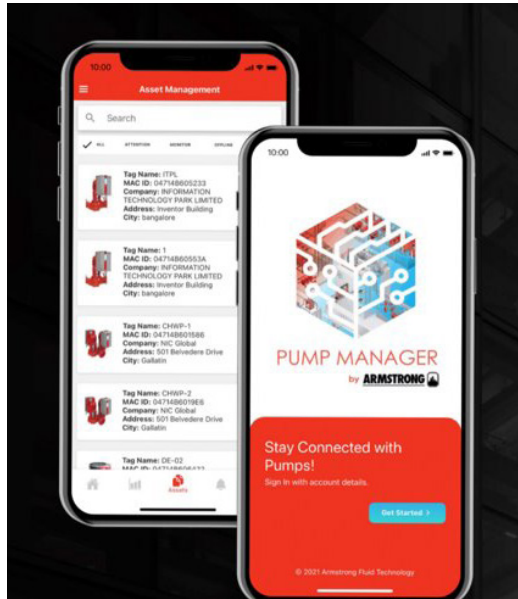 10:00
Asset Management
Search
ALL ATTENTION MONITOR OFFLINE
Tag Name: ITPL
MAC ID: 04714B605233
Company: INFORMATION
TECHNOLOGY PARK LIMITED
Address: Inventor Building
City: bangalore
Tag Name: 1
MAC ID: 04714B60553A
Company: INFORMATION
TECHNOLOGY PARK LIMITED
Address: Inventor Building
City: bangalore
Tag Name: CHWP-1
MAC ID: 04714B601586
Company: NIC Global
Address: 501 Belvedere Drive
City: Gallatin
Tag Name: CHWP-2
MAC ID: 04714B6019E6
Company: NIC Global
Address: 501 Belvedere Drive
City: Gallatin
Tag Name: DE-02
Assets
10:00
PUMP MANAGER
by ARMSTRONG
Stay Connected with
Pumps!
Sign In with account details.
Get Started >
© 2021 Armstrong Fluid Technology